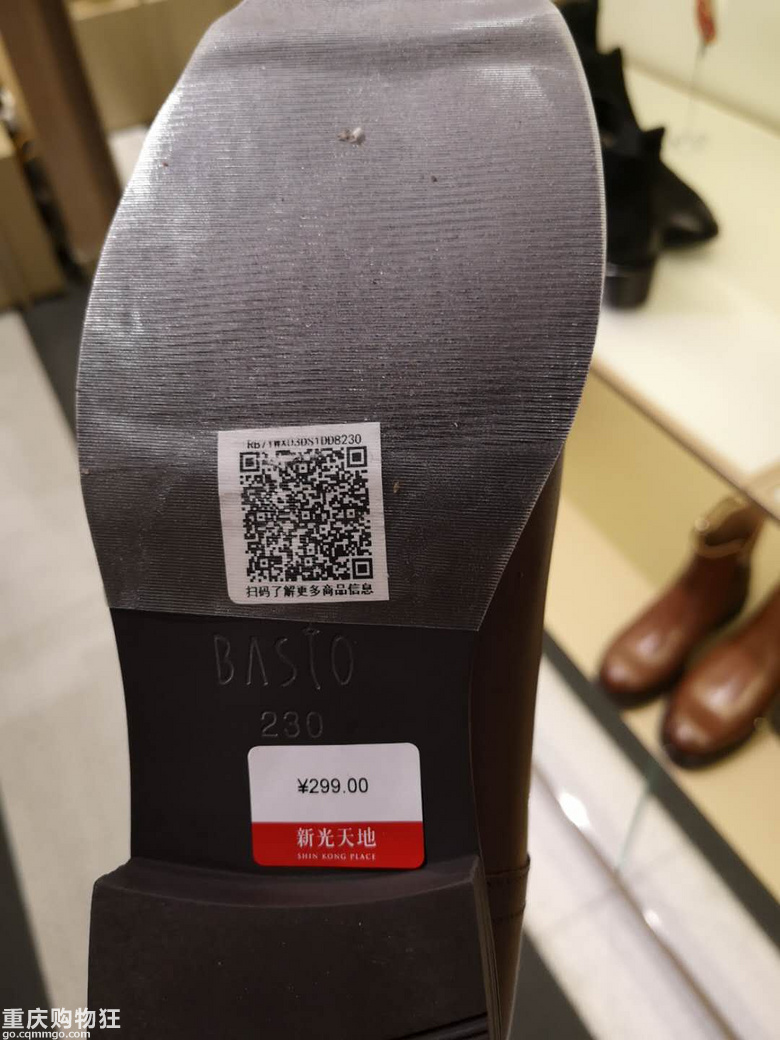 扫码了解更多商品信息
BASTO
230
¥299.00
新光天地
SHIN KONG PLACE
重庆购物狂
go.cqmmgo.com